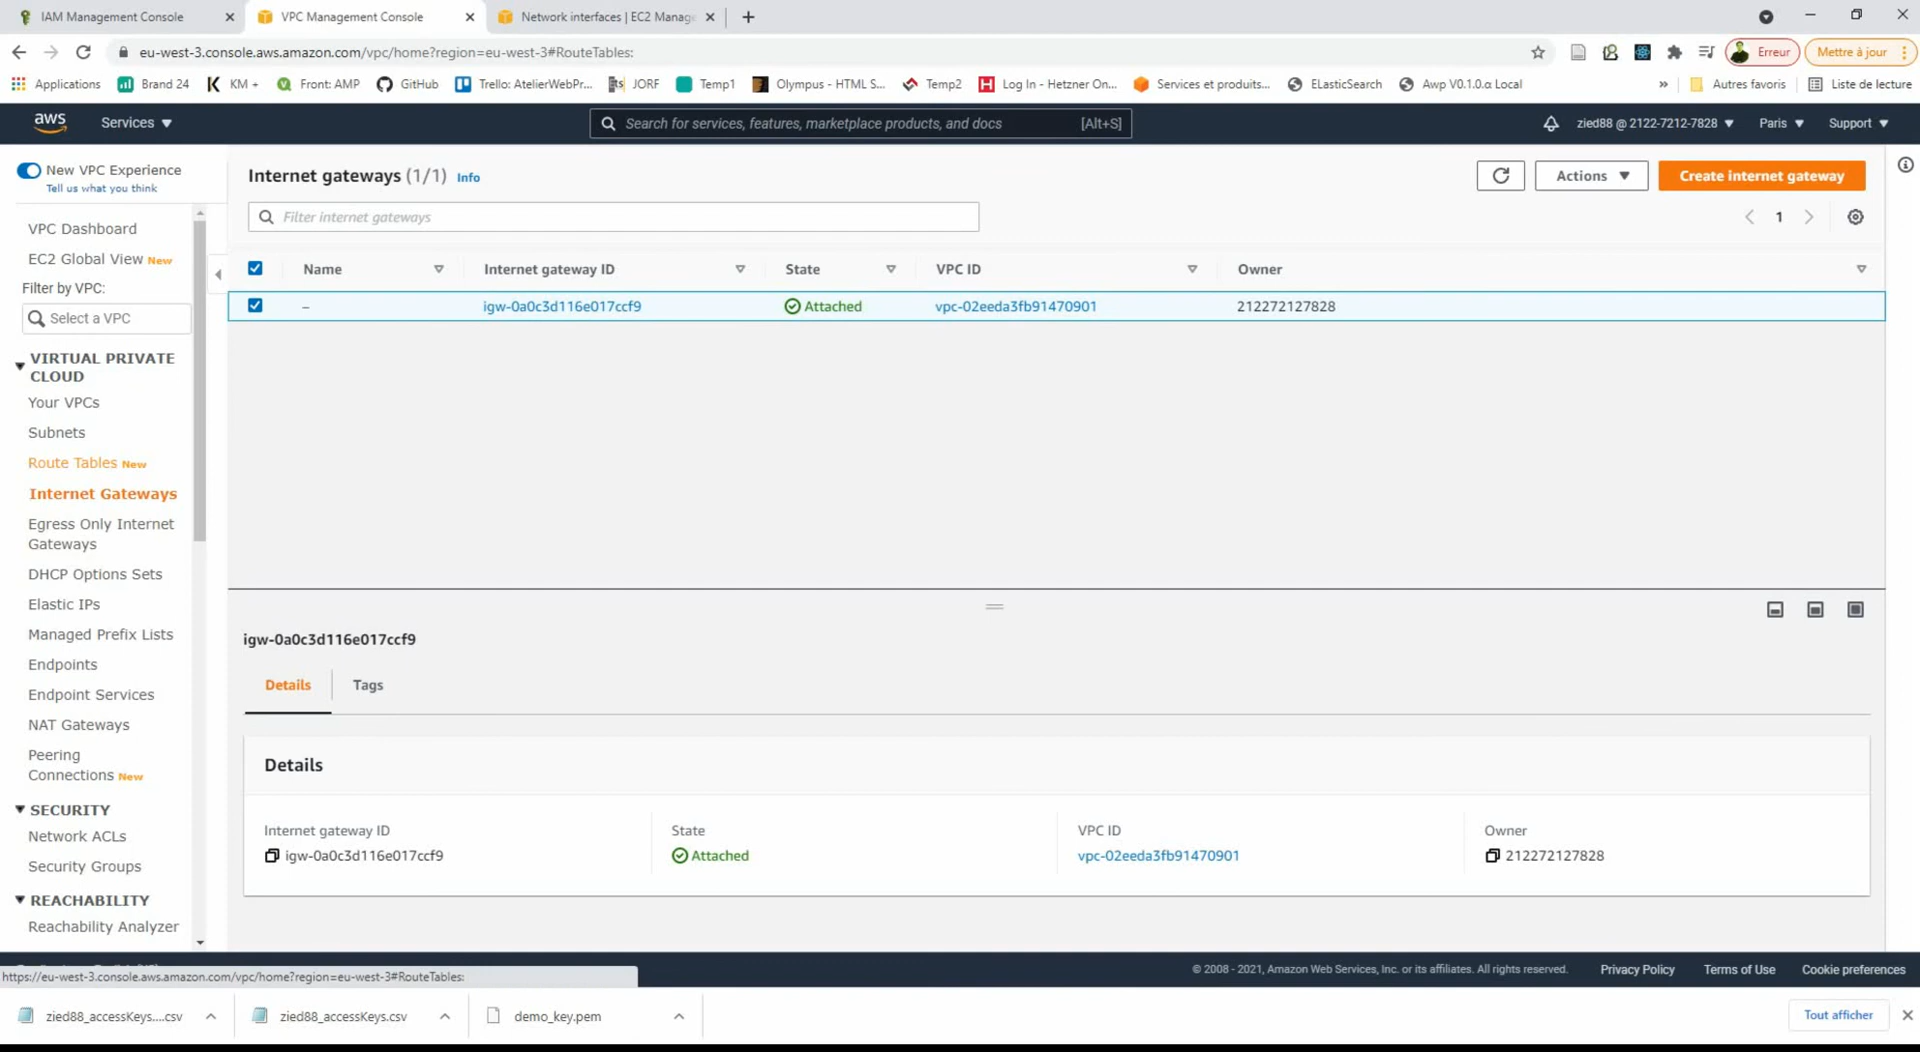 IAM Management Console
VPC Management Console
Network interfaces | EC2 Manag
eu-west-3.console.aws.amazon.com/vpc/home?region=eu-west-3#RouteTables:
Erreur
Mettre à jour
Applications
Brand 24
KM +
Front: AMP
GitHub
Trello: AtelierWebPr...
JORF
Temp1
Olympus - HTML S...
Temp2
Log In - Hetzner On...
Services et produits...
ELasticSearch
Awp V0.1.0.α Local
»
Autres favoris
Liste de lecture
aws
Services
Search for services, features, marketplace products, and docs
[Alt+S]
zied88 @ 2122-7212-7828
Paris
Support
New VPC Experience
Tell us what you think
VPC Dashboard
EC2 Global View New
Filter by VPC:
Select a VPC
VIRTUAL PRIVATE
CLOUD
Your VPCs
Subnets
Route Tables New
Internet Gateways
Egress Only Internet
Gateways
DHCP Options Sets
Elastic IPs
Managed Prefix Lists
Endpoints
Endpoint Services
NAT Gateways
Peering
Connections New
SECURITY
Network ACLs
Security Groups
REACHABILITY
Reachability Analyzer
Internet gateways (1/1) Info
Actions
Create internet gateway
Filter internet gateways
1
Name
Internet gateway ID
State
VPC ID
Owner
–
igw-0a0c3d116e017ccf9
Attached
vpc-02eeda3fb91470901
212272127828
igw-0a0c3d116e017ccf9
Details
Tags
Details
Internet gateway ID
igw-0a0c3d116e017ccf9
State
Attached
VPC ID
vpc-02eeda3fb91470901
Owner
212272127828
https://eu-west-3.console.aws.amazon.com/vpc/home?region=eu-west-3#RouteTables:
© 2008 - 2021, Amazon Web Services, Inc. or its affiliates. All rights reserved.
Privacy Policy
Terms of Use
Cookie preferences
zied88_accessKeys....csv
zied88_accessKeys.csv
demo_key.pem
Tout afficher